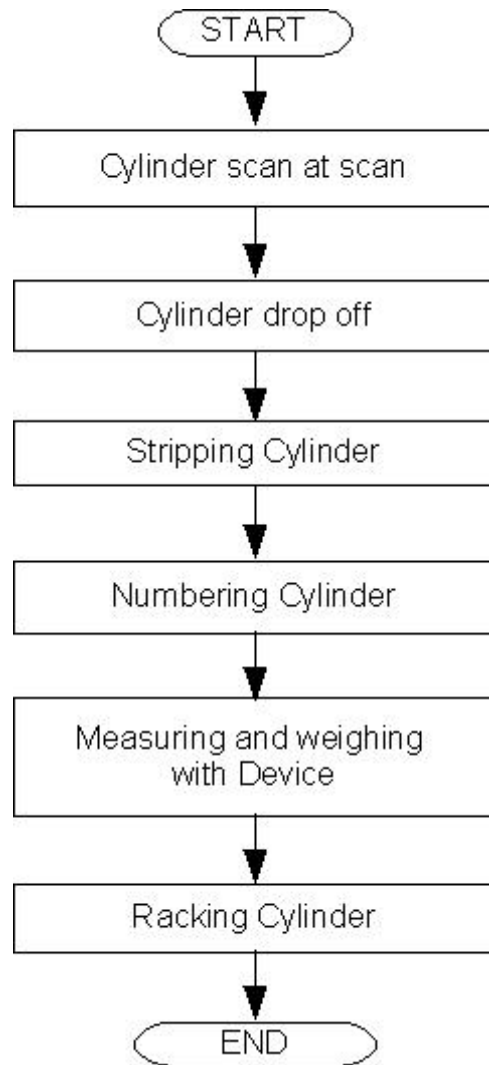 START
Cylinder scan at scan
Cylinder drop off
Stripping Cylinder
Numbering Cylinder
Measuring and weighing
with Device
Racking Cylinder
END